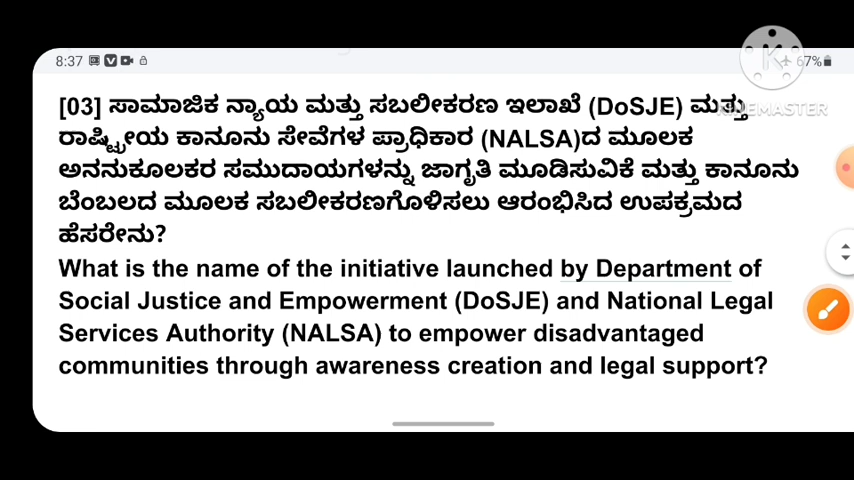 8:37
67%
KINEMASTER
[03] ಸಾಮಾಜಿಕ ನ್ಯಾಯ ಮತ್ತು ಸಬಲೀಕರಣ ಇಲಾಖೆ (DoSJE) ಮತ್ತು
ರಾಷ್ಟ್ರೀಯ ಕಾನೂನು ಸೇವೆಗಳ ಪ್ರಾಧಿಕಾರ (NALSA)ದ ಮೂಲಕ
ಅನನುಕೂಲಕರ ಸಮುದಾಯಗಳನ್ನು ಜಾಗೃತಿ ಮೂಡಿಸುವಿಕೆ ಮತ್ತು ಕಾನೂನು
ಬೆಂಬಲದ ಮೂಲಕ ಸಬಲೀಕರಣಗೊಳಿಸಲು ಆರಂಭಿಸಿದ ಉಪಕ್ರಮದ
ಹೆಸರೇನು?
What is the name of the initiative launched by Department of
Social Justice and Empowerment (DoSJE) and National Legal
Services Authority (NALSA) to empower disadvantaged
communities through awareness creation and legal support?